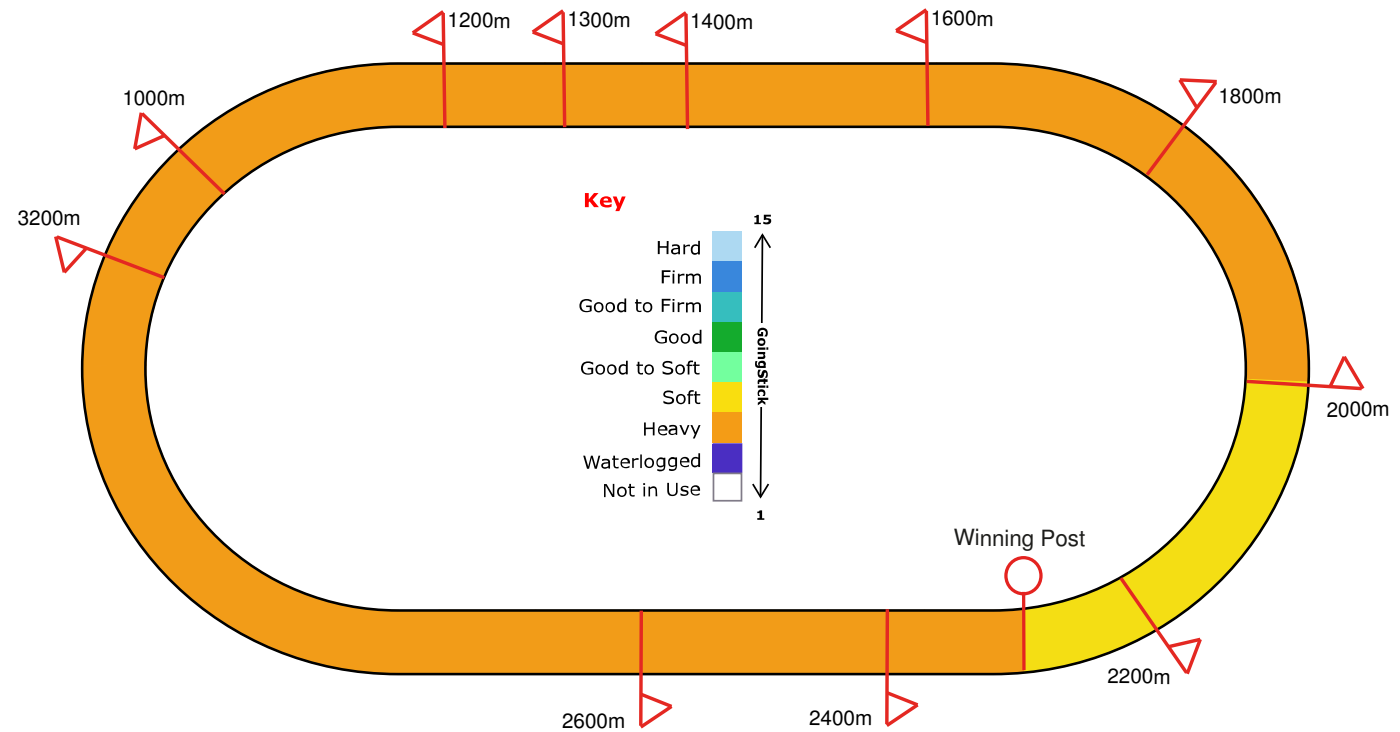 1200m
1300m
1400m
1600m
1000m
1800m
3200m
Key
15
Hard
Firm
Good to Firm
Good
Good to Soft
Soft
Heavy
Waterlogged
Not in Use
GoingStick
1
2000m
Winning Post
2200m
2600m
2400m